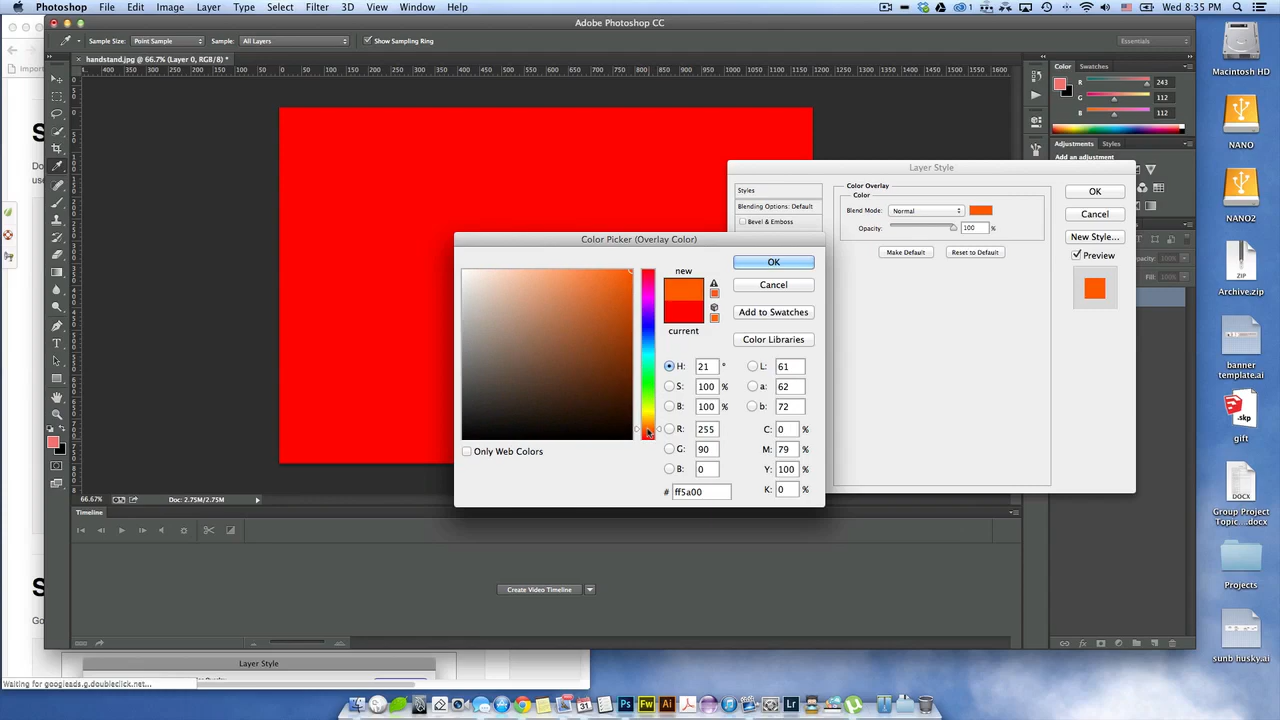 Photoshop File Edit Image Layer Type Select Filter 3D View Window
Wed 8:35 PM
Adobe Photoshop CC
Sample Size: Point Sample Sample: All Layers Show Sampling Ring
Essentials
handstand.jpg @ 66.7% (Layer 0, RGB/8) *
Color Swatches
R 243
G 112
B 112
Adjustments Styles
Add an adjustment
Layer Style
Styles
Blending Options: Default
Bevel & Emboss
Color Overlay
Color
Blend Mode: Normal
Opacity: 100 %
Make Default Reset to Default
OK
Cancel
New Style...
Preview
Color Picker (Overlay Color)
new
current
OK
Cancel
Add to Swatches
Color Libraries
H: 21 °
S: 100 %
B: 100 %
R: 255
G: 90
B: 0
# ff5a00
L: 61
a: 62
b: 72
C: 0 %
M: 79 %
Y: 100 %
K: 0 %
Only Web Colors
66.67% Doc: 2.75M/2.75M
Timeline
Create Video Timeline
Layer Style
Waiting for googleads.g.doubleclick.net...
Macintosh HD
NANO
NANO2
ZIP
Archive.zip
banner
template.ai
.skp
gift
DOCX
Group Project
Topic....docx
Projects
sunb husky.ai